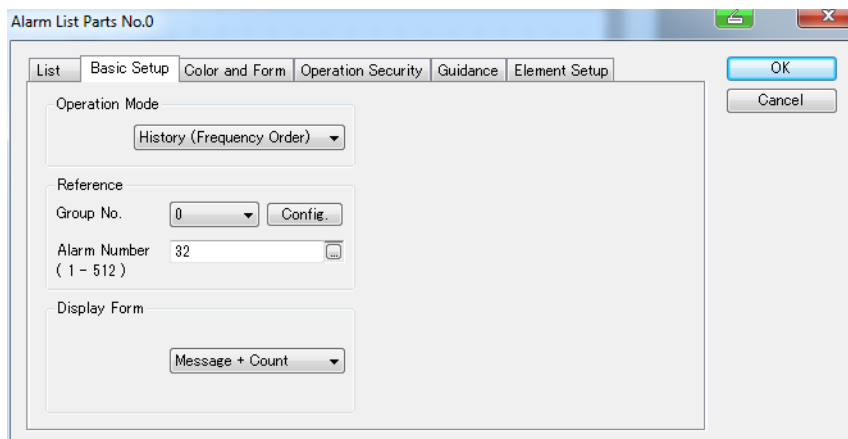 Alarm List Parts No.0
List Basic Setup Color and Form Operation Security Guidance Element Setup
OK
Cancel
Operation Mode
History (Frequency Order)
Reference
Group No. 0 Config.
Alarm Number 32 ...
( 1 - 512 )
Display Form
Message + Count